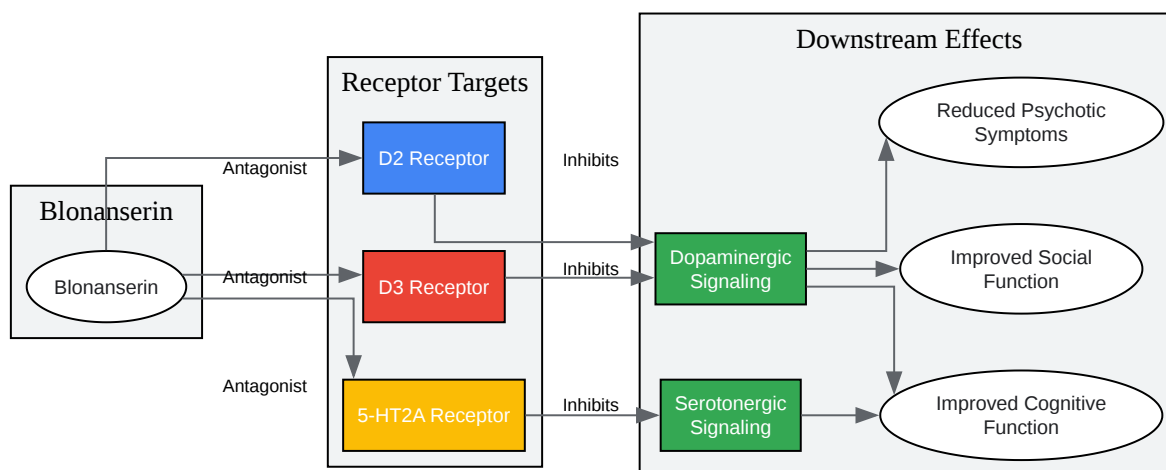 Blonanserin
Blonanserin
Antagonist
Antagonist
Antagonist
Receptor Targets
D2 Receptor
D3 Receptor
5-HT2A Receptor
Inhibits
Inhibits
Inhibits
Downstream Effects
Dopaminergic
Signaling
Serotonergic
Signaling
Reduced Psychotic
Symptoms
Improved Social
Function
Improved Cognitive
Function